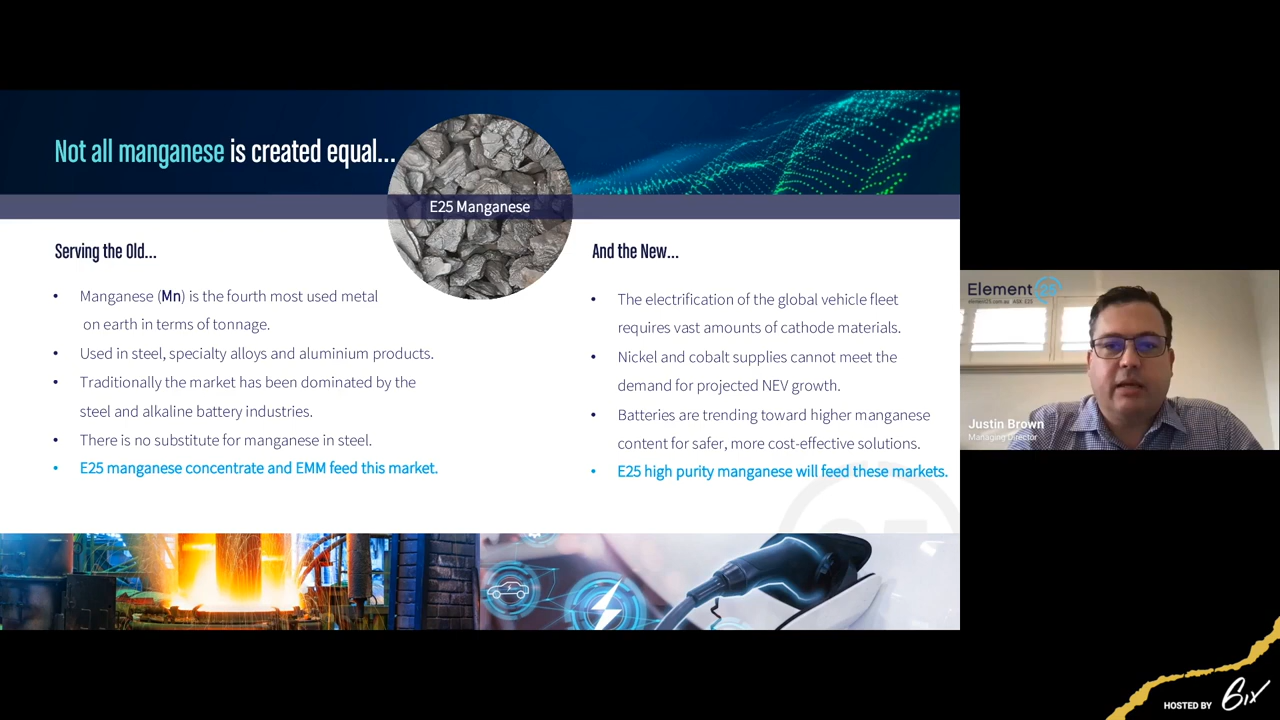 Not all manganese is created equal...
E25 Manganese
Serving the Old...
• Manganese (Mn) is the fourth most used metal
on earth in terms of tonnage.
• Used in steel, specialty alloys and aluminium products.
• Traditionally the market has been dominated by the
steel and alkaline battery industries.
• There is no substitute for manganese in steel.
• E25 manganese concentrate and EMM feed this market.
And the New...
• The electrification of the global vehicle fleet
requires vast amounts of cathode materials.
• Nickel and cobalt supplies cannot meet the
demand for projected NEV growth.
• Batteries are trending toward higher manganese
content for safer, more cost-effective solutions.
• E25 high purity manganese will feed these markets.
Element 25
element25.com.au | ASX: E25
Justin Brown
Managing Director
HOSTED BY 6ix